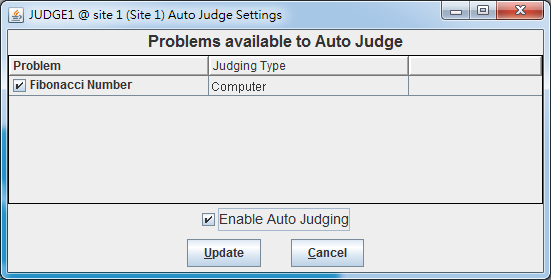 JUDGE1 @ site 1 (Site 1) Auto Judge Settings
Problems available to Auto Judge
Problem Judging Type
Fibonacci Number Computer
Enable Auto Judging
Update Cancel